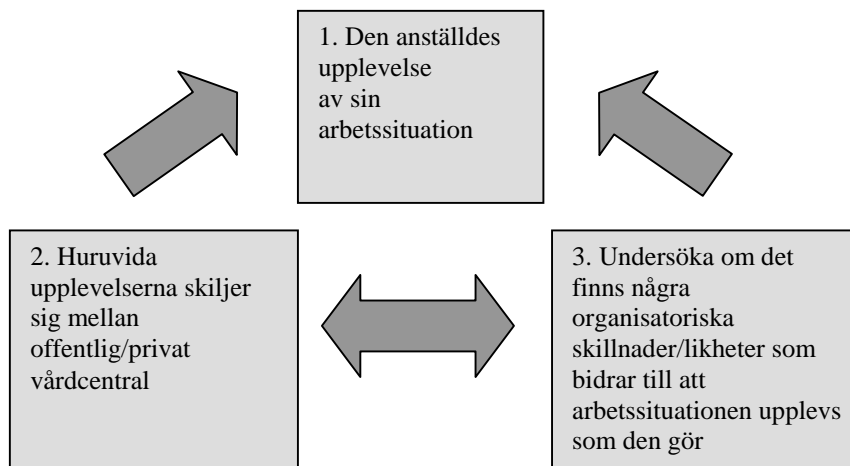 1. Den anställdes
upplevelse
av sin
arbetssituation
2. Huruvida
upplevelserna skiljer
sig mellan
offentlig/privat
vårdcentral
3. Undersöka om det
finns några
organisatoriska
skillnader/likheter som
bidrar till att
arbetssituationen upplevs
som den gör